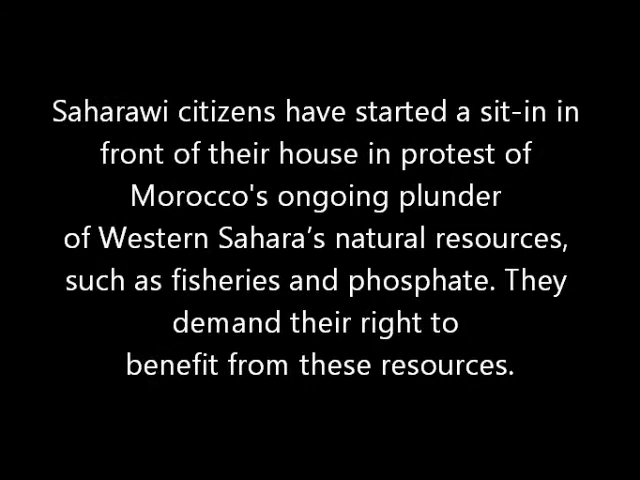 Saharawi citizens have started a sit-in in
front of their house in protest of
Morocco's ongoing plunder
of Western Sahara’s natural resources,
such as fisheries and phosphate. They
demand their right to
benefit from these resources.